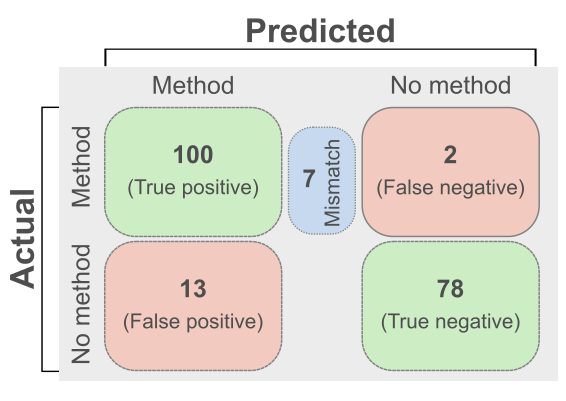 Predicted
Method
No method
Actual
Method
100
(True positive)
7
Mismatch
2
(False negative)
No method
13
(False positive)
78
(True negative)